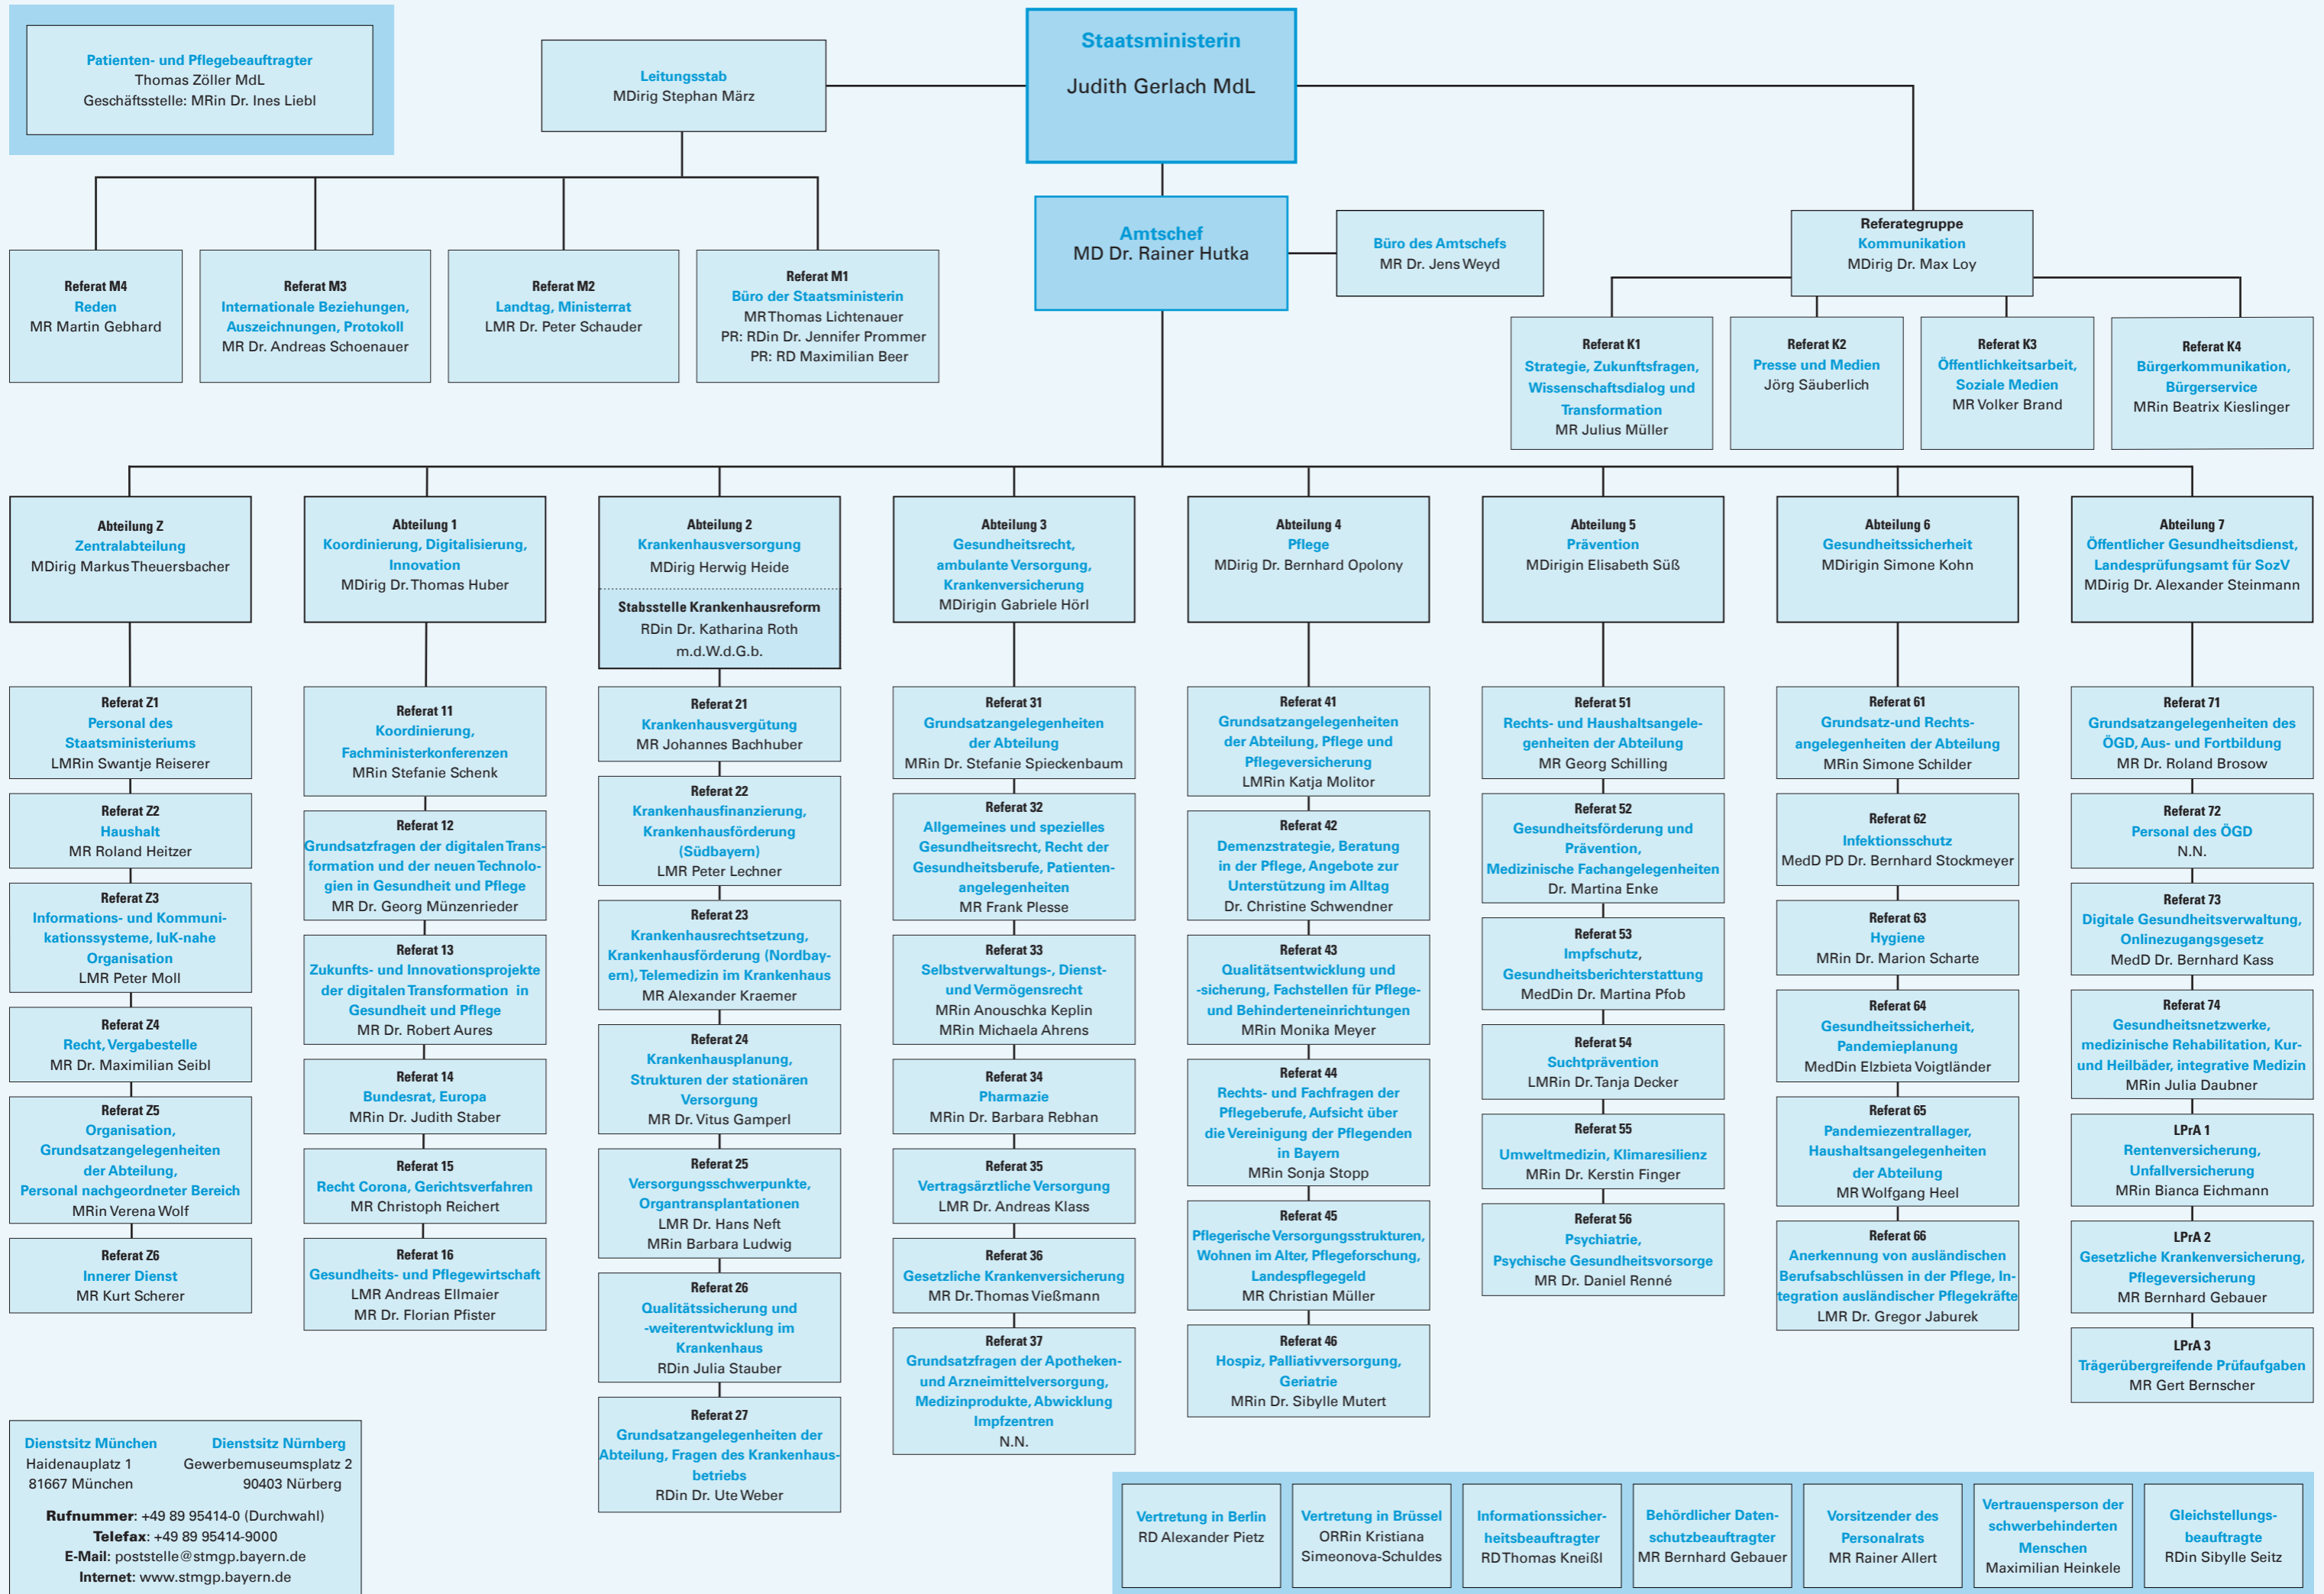 Patienten- und Pflegebeauftragter
Thomas Zöller MdL
Geschäftsstelle: MRin Dr. Ines Liebl
Leitungsstab
MDirig Stephan März
Staatsministerin
Judith Gerlach MdL
Amtschef
MD Dr. Rainer Hutka
Büro des Amtschefs
MR Dr. Jens Weyd
Referategruppe
Kommunikation
MDirig Dr. Max Loy
Referat M4
Reden
MR Martin Gebhard
Referat M3
Internationale Beziehungen,
Auszeichnungen, Protokoll
MR Dr. Andreas Schoenauer
Referat M2
Landtag, Ministerrat
LMR Dr. Peter Schauder
Referat M1
Büro der Staatsministerin
MR Thomas Lichtenauer
PR: RDin Dr. Jennifer Prommer
PR: RD Maximilian Beer
Referat K1
Strategie, Zukunftsfragen,
Wissenschaftsdialog und
Transformation
MR Julius Müller
Referat K2
Presse und Medien
Jörg Säuberlich
Referat K3
Öffentlichkeitsarbeit,
Soziale Medien
MR Volker Brand
Referat K4
Bürgerkommunikation,
Bürgerservice
MRin Beatrix Kieslinger
Abteilung Z
Zentralabteilung
MDirig Markus Theuersbacher
Referat Z1
Personal des
Staatsministeriums
LMRin Swantje Reiserer
Referat Z2
Haushalt
MR Roland Heitzer
Referat Z3
Informations- und Kommuni-
kationssysteme, IuK-nahe
Organisation
LMR Peter Moll
Referat Z4
Recht, Vergabestelle
MR Dr. Maximilian Seibl
Referat Z5
Organisation,
Grundsatzangelegenheiten
der Abteilung,
Personal nachgeordneter Bereich
MRin Verena Wolf
Referat Z6
Innerer Dienst
MR Kurt Scherer
Abteilung 1
Koordinierung, Digitalisierung,
Innovation
MDirig Dr. Thomas Huber
Referat 11
Koordinierung,
Fachministerkonferenzen
MRin Stefanie Schenk
Referat 12
Grundsatzfragen der digitalen Trans-
formation und der neuen Technolo-
gien in Gesundheit und Pflege
MR Dr. Georg Münzenrieder
Referat 13
Zukunfts- und Innovationsprojekte
der digitalen Transformation in
Gesundheit und Pflege
MR Dr. Robert Aures
Referat 14
Bundesrat, Europa
MRin Dr. Judith Staber
Referat 15
Recht Corona, Gerichtsverfahren
MR Christoph Reichert
Referat 16
Gesundheits- und Pflegewirtschaft
LMR Andreas Ellmaier
MR Dr. Florian Pfister
Abteilung 2
Krankenhausversorgung
MDirig Herwig Heide
Stabsstelle Krankenhausreform
RDin Dr. Katharina Roth
m.d.W.d.G.b.
Referat 21
Krankenhausvergütung
MR Johannes Bachhuber
Referat 22
Krankenhausfinanzierung,
Krankenhausförderung
(Südbayern)
LMR Peter Lechner
Referat 23
Krankenhausrechtsetzung,
Krankenhausförderung (Nordbay-
ern), Telemedizin im Krankenhaus
MR Alexander Kraemer
Referat 24
Krankenhausplanung,
Strukturen der stationären
Versorgung
MR Dr. Vitus Gamperl
Referat 25
Versorgungsschwerpunkte,
Organtransplantationen
LMR Dr. Hans Neft
MRin Barbara Ludwig
Referat 26
Qualitätssicherung und
-weiterentwicklung im
Krankenhaus
RDin Julia Stauber
Referat 27
Grundsatzangelegenheiten der
Abteilung, Fragen des Krankenhaus-
betriebs
RDin Dr. Ute Weber
Abteilung 3
Gesundheitsrecht,
ambulante Versorgung,
Krankenversicherung
MDirigin Gabriele Hörl
Referat 31
Grundsatzangelegenheiten
der Abteilung
MRin Dr. Stefanie Spieckenbaum
Referat 32
Allgemeines und spezielles
Gesundheitsrecht, Recht der
Gesundheitsberufe, Patienten-
angelegenheiten
MR Frank Plesse
Referat 33
Selbstverwaltungs-, Dienst-
und Vermögensrecht
MRin Anouschka Keplin
MRin Michaela Ahrens
Referat 34
Pharmazie
MRin Dr. Barbara Rebhan
Referat 35
Vertragsärztliche Versorgung
LMR Dr. Andreas Klass
Referat 36
Gesetzliche Krankenversicherung
MR Dr. Thomas Vießmann
Referat 37
Grundsatzfragen der Apotheken-
und Arzneimittelversorgung,
Medizinprodukte, Abwicklung
Impfzentren
N.N.
Abteilung 4
Pflege
MDirig Dr. Bernhard Opolony
Referat 41
Grundsatzangelegenheiten
der Abteilung, Pflege und
Pflegeversicherung
LMRin Katja Molitor
Referat 42
Demenzstrategie, Beratung
in der Pflege, Angebote zur
Unterstützung im Alltag
Dr. Christine Schwendner
Referat 43
Qualitätsentwicklung und
-sicherung, Fachstellen für Pflege-
und Behinderteneinrichtungen
MRin Monika Meyer
Referat 44
Rechts- und Fachfragen der
Pflegeberufe, Aufsicht über
die Vereinigung der Pflegenden
in Bayern
MRin Sonja Stopp
Referat 45
Pflegerische Versorgungsstrukturen,
Wohnen im Alter, Pflegeforschung,
Landespflegegeld
MR Christian Müller
Referat 46
Hospiz, Palliativversorgung,
Geriatrie
MRin Dr. Sibylle Mutert
Abteilung 5
Prävention
MDirigin Elisabeth Süß
Referat 51
Rechts- und Haushaltsangele-
genheiten der Abteilung
MR Georg Schilling
Referat 52
Gesundheitsförderung und
Prävention,
Medizinische Fachangelegenheiten
Dr. Martina Enke
Referat 53
Impfschutz,
Gesundheitsberichterstattung
MedDin Dr. Martina Pfob
Referat 54
Suchtprävention
LMRin Dr. Tanja Decker
Referat 55
Umweltmedizin, Klimaresilienz
MRin Dr. Kerstin Finger
Referat 56
Psychiatrie,
Psychische Gesundheitsvorsorge
MR Dr. Daniel Renné
Abteilung 6
Gesundheitssicherheit
MDirigin Simone Kohn
Referat 61
Grundsatz-und Rechts-
angelegenheiten der Abteilung
MRin Simone Schilder
Referat 62
Infektionsschutz
MedD PD Dr. Bernhard Stockmeyer
Referat 63
Hygiene
MRin Dr. Marion Scharte
Referat 64
Gesundheitssicherheit,
Pandemieplanung
MedDin Elzbieta Voigtländer
Referat 65
Pandemiezentrallager,
Haushaltsangelegenheiten
der Abteilung
MR Wolfgang Heel
Referat 66
Anerkennung von ausländischen
Berufsabschlüssen in der Pflege, In-
tegration ausländischer Pflegekräfte
LMR Dr. Gregor Jaburek
Abteilung 7
Öffentlicher Gesundheitsdienst,
Landesprüfungsamt für SozV
MDirig Dr. Alexander Steinmann
Referat 71
Grundsatzangelegenheiten des
ÖGD, Aus- und Fortbildung
MR Dr. Roland Brosow
Referat 72
Personal des ÖGD
N.N.
Referat 73
Digitale Gesundheitsverwaltung,
Onlinezugangsgesetz
MedD Dr. Bernhard Kass
Referat 74
Gesundheitsnetzwerke,
medizinische Rehabilitation, Kur-
und Heilbäder, integrative Medizin
MRin Julia Daubner
LPrA 1
Rentenversicherung,
Unfallversicherung
MRin Bianca Eichmann
LPrA 2
Gesetzliche Krankenversicherung,
Pflegeversicherung
MR Bernhard Gebauer
LPrA 3
Trägerübergreifende Prüfaufgaben
MR Gert Bernscher
Dienstsitz München
Haidenauplatz 1
81667 München
Dienstsitz Nürnberg
Gewerbemuseumsplatz 2
90403 Nürberg
Rufnummer: +49 89 95414-0 (Durchwahl)
Telefax: +49 89 95414-9000
E-Mail: poststelle@stmgp.bayern.de
Internet: www.stmgp.bayern.de
Vertretung in Berlin
RD Alexander Pietz
Vertretung in Brüssel
ORRin Kristiana
Simeonova-Schuldes
Informationssicher-
heitsbeauftragter
RD Thomas Kneißl
Behördlicher Daten-
schutzbeauftragter
MR Bernhard Gebauer
Vorsitzender des
Personalrats
MR Rainer Allert
Vertrauensperson der
schwerbehinderten
Menschen
Maximilian Heinkele
Gleichstellungs-
beauftragte
RDin Sibylle Seitz